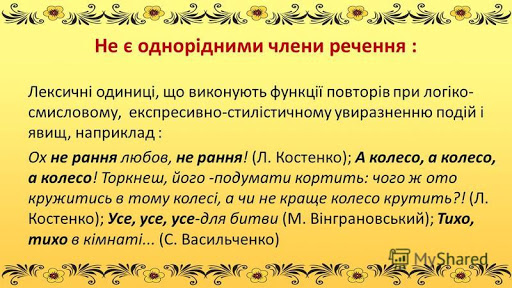 Не є однорідними члени речення :
Лексичні одиниці, що виконують функції повторів при логіко-
смисловому, експресивно-стилістичному увиразненню подій і
явищ, наприклад :
Ох не рання любов, не рання! (Л. Костенко); А колесо, а колесо,
а колесо! Торкнеш, його -подумати кортить: чого ж ото
кружитись в тому колесі, а чи не краще колесо крутить?! (Л.
Костенко); Усе, усе, усе-для битви (М. Вінграновський); Тихо,
тихо в кімнаті... (С. Васильченко)
MyShared